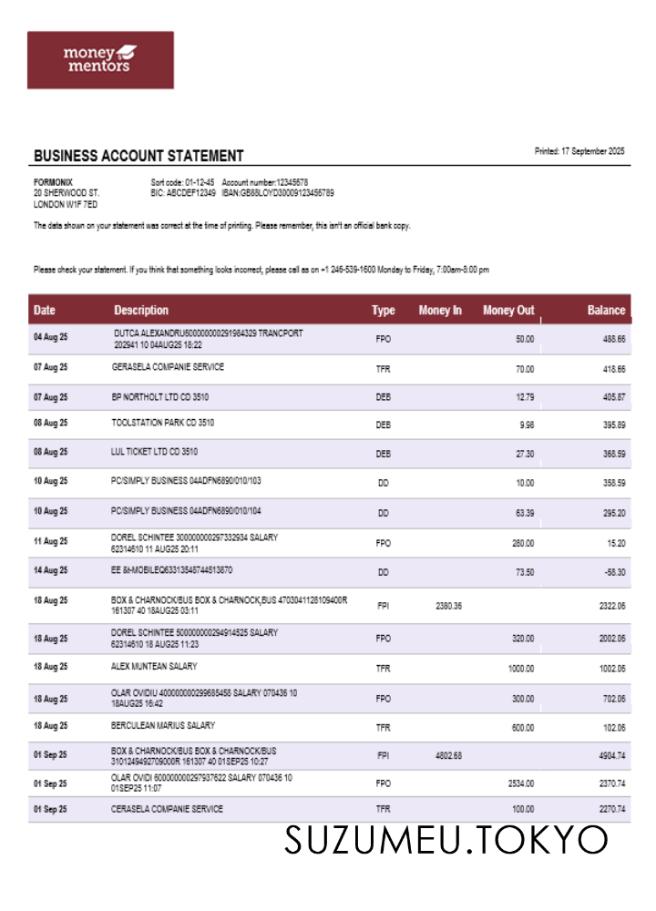 money
mentors
BUSINESS ACCOUNT STATEMENT
Printed: 17 September 2025
FORMONIX
20 SHERWOOD ST.
LONDON W1F 7ED
Sort code: 01-12-45 Account number:12345678
BIC: ABCDEF12349 IBAN:GB88LOYD30009123456789
The data shown on your statement was correct at the time of printing. Please remember, this isn't an official bank copy.
Please check your statement. If you think that something looks incorrect, please call as on +1 246-539-1600 Monday to Friday, 7:00am-8:00 pm
Date Description Type Money In Money Out Balance
04 Aug 25 DUTCA ALEXANDRU600000000291984329 TRANCPORT
202941 10 04AUG25 18:22 FPO 50.00 488.66
07 Aug 25 GERASELA COMPANIE SERVICE TFR 70.00 418.66
07 Aug 25 BP NORTHOLT LTD CD 3510 DEB 12.79 405.87
08 Aug 25 TOOLSTATION PARK CD 3510 DEB 9.98 395.89
08 Aug 25 LUL TICKET LTD CD 3510 DEB 27.30 368.59
10 Aug 25 PC/SIMPLY BUSINESS 04ADFN6890/010/103 DD 10.00 358.59
10 Aug 25 PC/SIMPLY BUSINESS 04ADFN6890/010/104 DD 63.39 295.20
11 Aug 25 DOREL SCHINTEE 300000000297332934 SALARY
62314610 11 AUG25 20:11 FPO 280.00 15.20
14 Aug 25 EE &t-MOBILEQ63313548744513870 DD 73.50 -58.30
18 Aug 25 BOX & CHARNOCK/BUS BOX & CHARNOCK,BUS 4703041128109400R
161307 40 18AUG25 03:11 FPI 2380.36 2322.06
18 Aug 25 DOREL SCHINTEE 500000000294914525 SALARY
62314610 18 AUG25 11:23 FPO 320.00 2002.06
18 Aug 25 ALEX MUNTEAN SALARY TFR 1000.00 1002.06
18 Aug 25 OLAR OVIDIU 400000000299685458 SALARY 070436 10
18AUG25 16:42 FPO 300.00 702.06
18 Aug 25 BERCULEAN MARIUS SALARY TFR 600.00 102.06
01 Sep 25 BOX & CHARNOCK/BUS BOX & CHARNOCK/BUS
3101249492709000R 161307 40 01SEP25 10:27 FPI 4802.68 4904.74
01 Sep 25 OLAR OVIDI 600000000297937622 SALARY 070436 10
01SEP25 11:07 FPO 2534.00 2370.74
01 Sep 25 CERASELA COMPANIE SERVICE TFR 100.00 2270.74
SUZUMEU.TOKYO